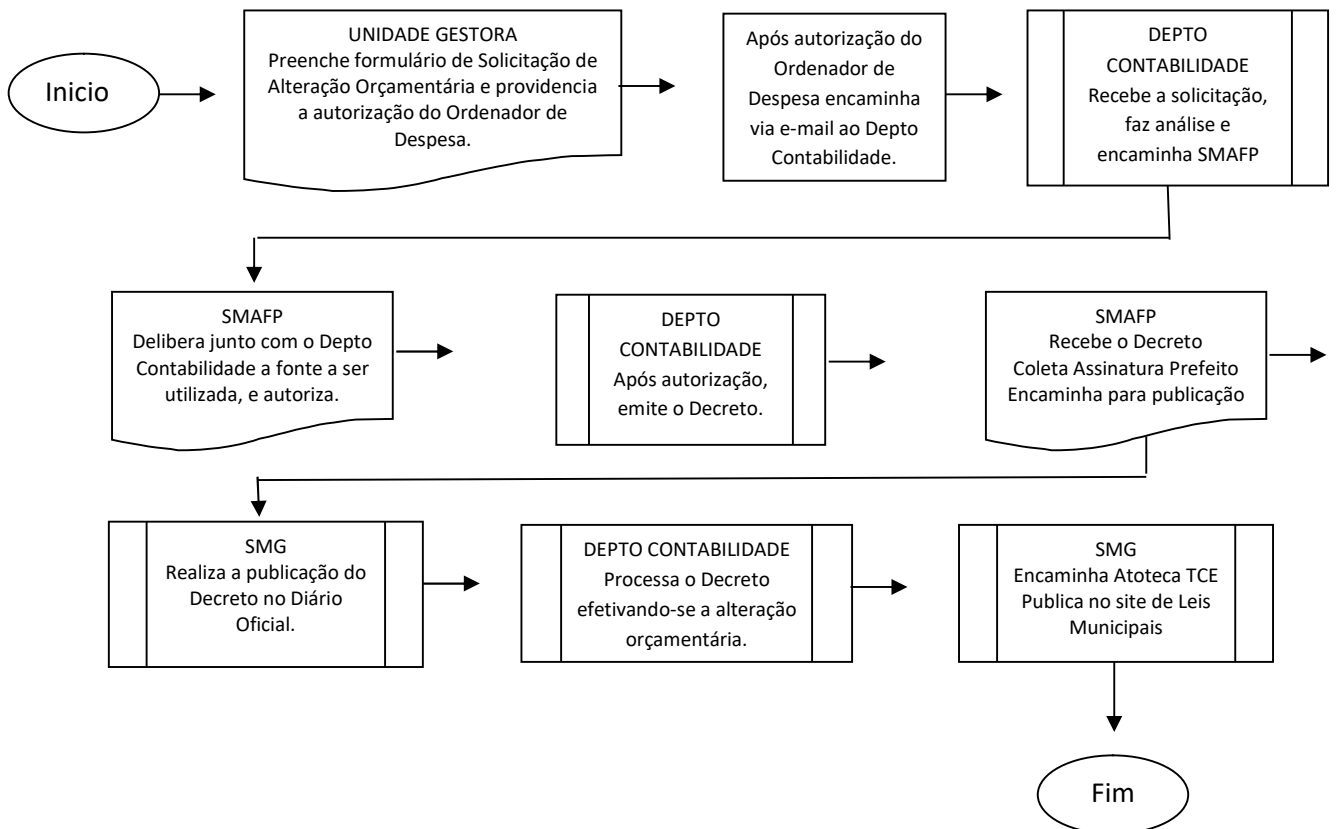 Inicio
UNIDADE GESTORA
Preenche formulário de Solicitação de
Alteração Orçamentária e providencia
a autorização do Ordenador de
Despesa.
Após autorização do
Ordenador de
Despesa encaminha
via e-mail ao Depto
Contabilidade.
DEPTO
CONTABILIDADE
Recebe a solicitação,
faz análise e
encaminha SMAFP
SMAFP
Delibera junto com o Depto
Contabilidade a fonte a ser
utilizada, e autoriza.
DEPTO
CONTABILIDADE
Após autorização,
emite o Decreto.
SMAFP
Recebe o Decreto
Coleta Assinatura Prefeito
Encaminha para publicação
SMG
Realiza a publicação do
Decreto no Diário
Oficial.
DEPTO CONTABILIDADE
Processa o Decreto
efetivando-se a alteração
orçamentária.
SMG
Encaminha Atoteca TCE
Publica no site de Leis
Municipais
Fim